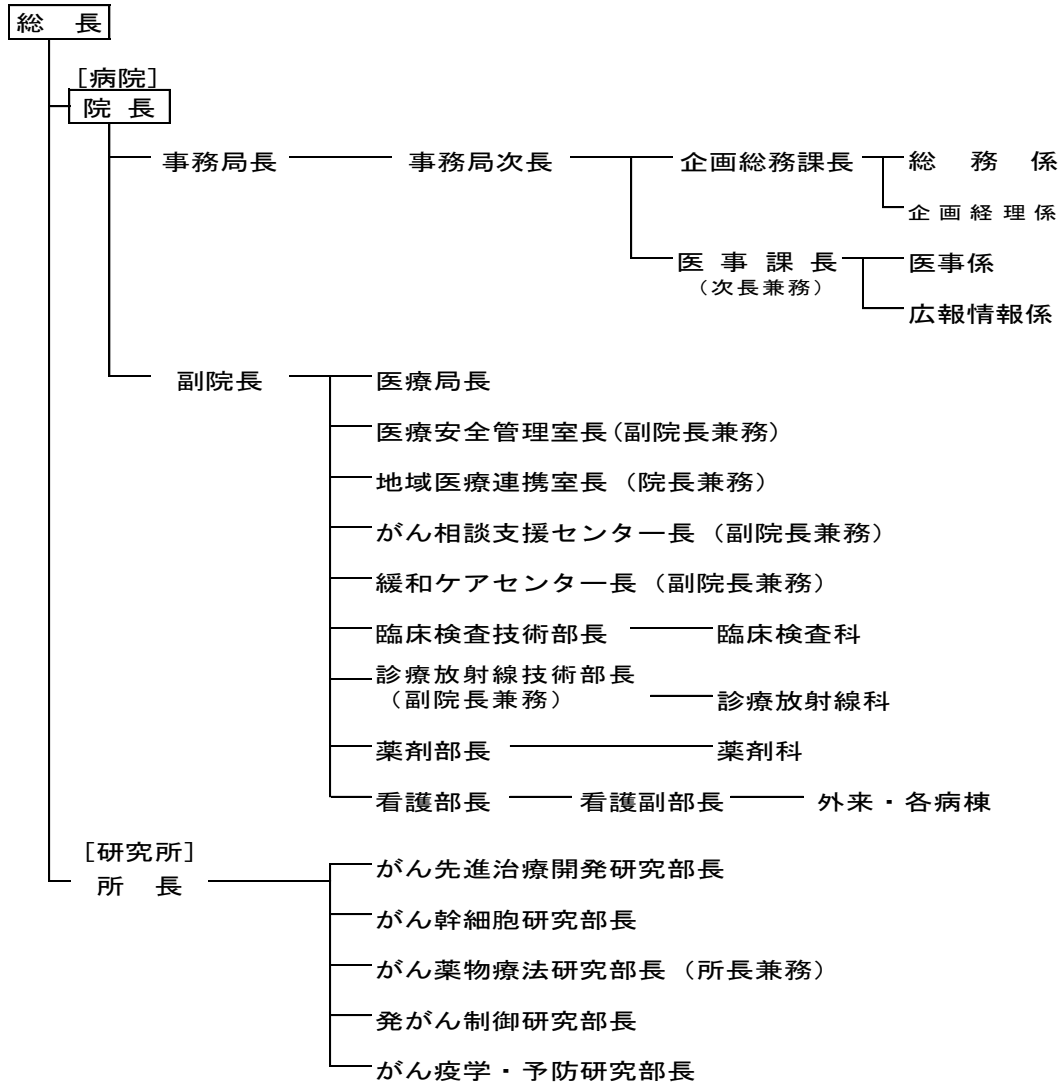 総 長
[病院]
院 長
事務局長 事務局次長 企画総務課長 総 務 係
企画経理係
医 事 課 長 医事係
（次長兼務）
広報情報係
副院長 医療局長
医療安全管理室長(副院長兼務)
地域医療連携室長（院長兼務）
がん相談支援センター長（副院長兼務）
緩和ケアセンター長（副院長兼務）
臨床検査技術部長 臨床検査科
診療放射線技術部長
（副院長兼務） 診療放射線科
薬剤部長 薬剤科
看護部長 看護副部長 外来・各病棟
[研究所]
所 長 がん先進治療開発研究部長
がん幹細胞研究部長
がん薬物療法研究部長（所長兼務）
発がん制御研究部長
がん疫学・予防研究部長